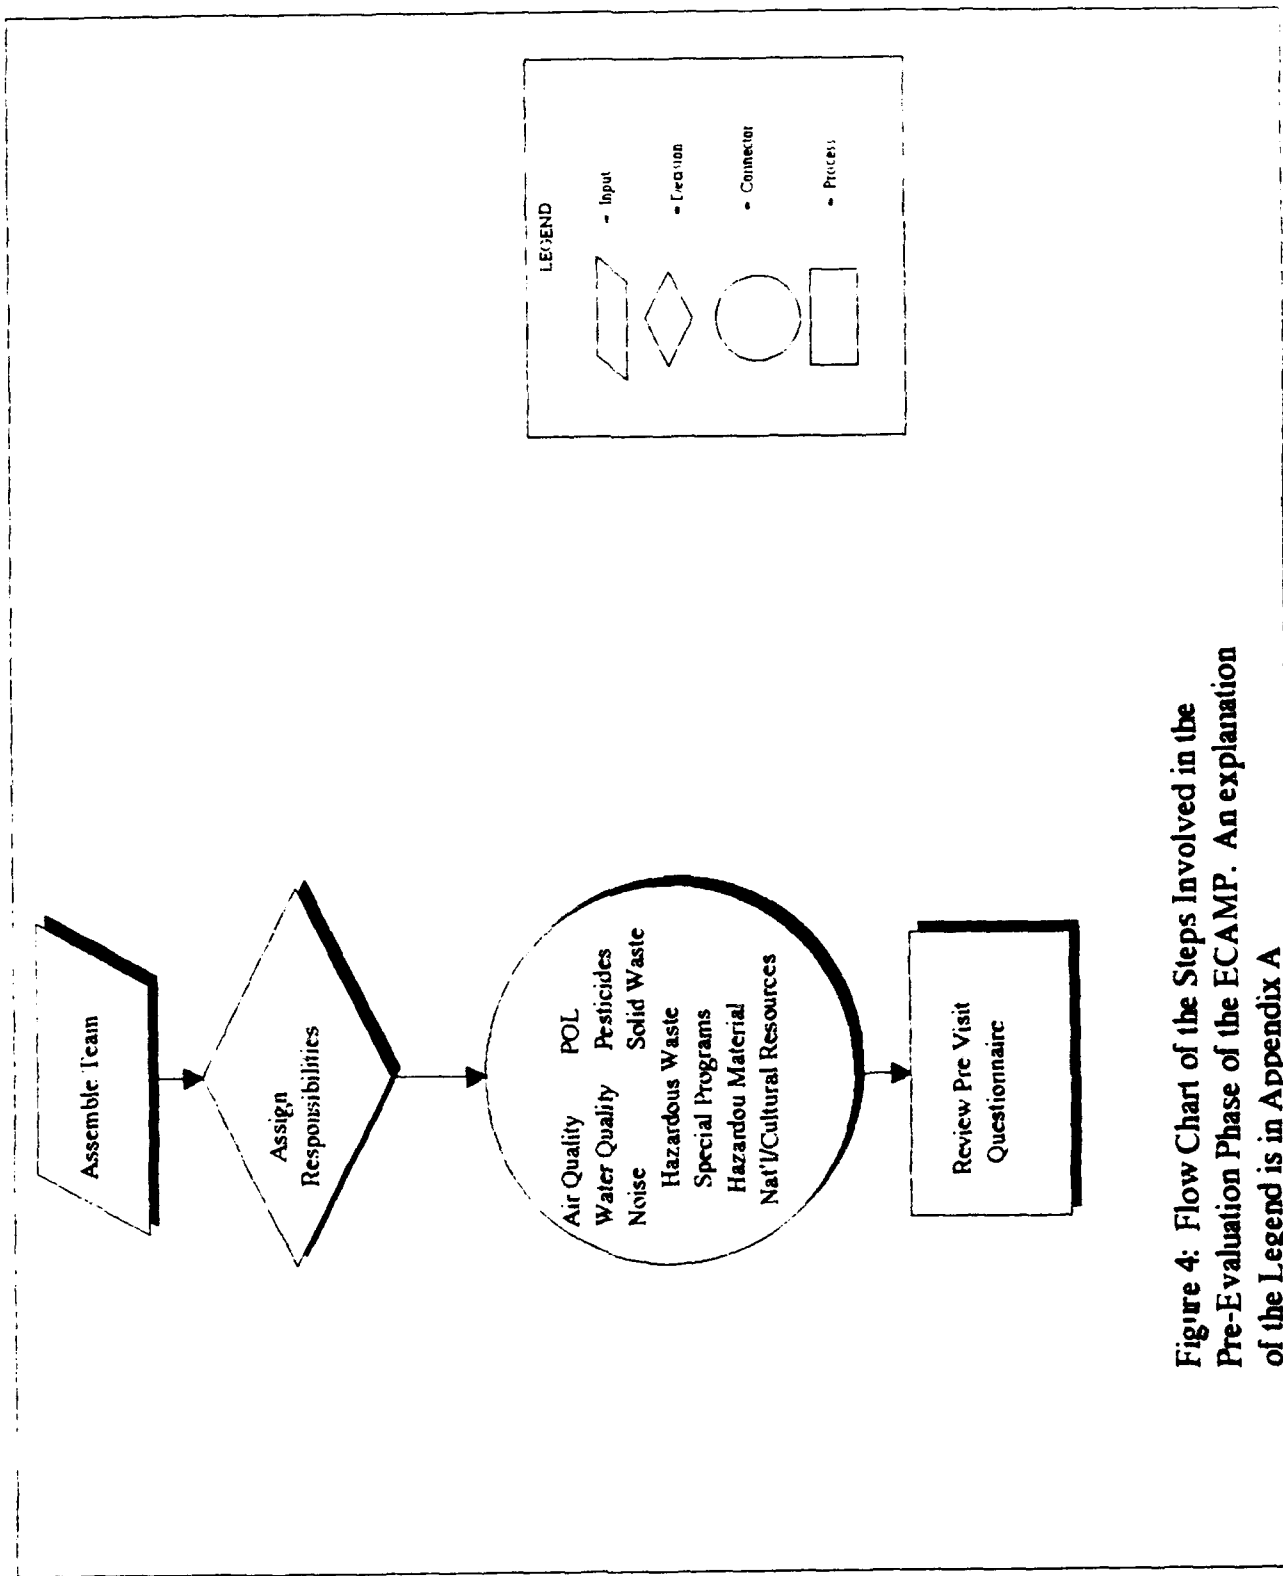 Assemble Team
Assign
Responsibilities
Air Quality POL
Water Quality Pesticides
Noise Solid Waste
Hazardous Waste
Special Programs
Hazardou Material
Nat'l/Cultural Resources
Review Pre Visit
Questionnaire
LEGEND
= Input
= Decision
= Connector
= Process
Figure 4: Flow Chart of the Steps Involved in the
Pre-Evaluation Phase of the ECAMP. An explanation
of the Legend is in Appendix A